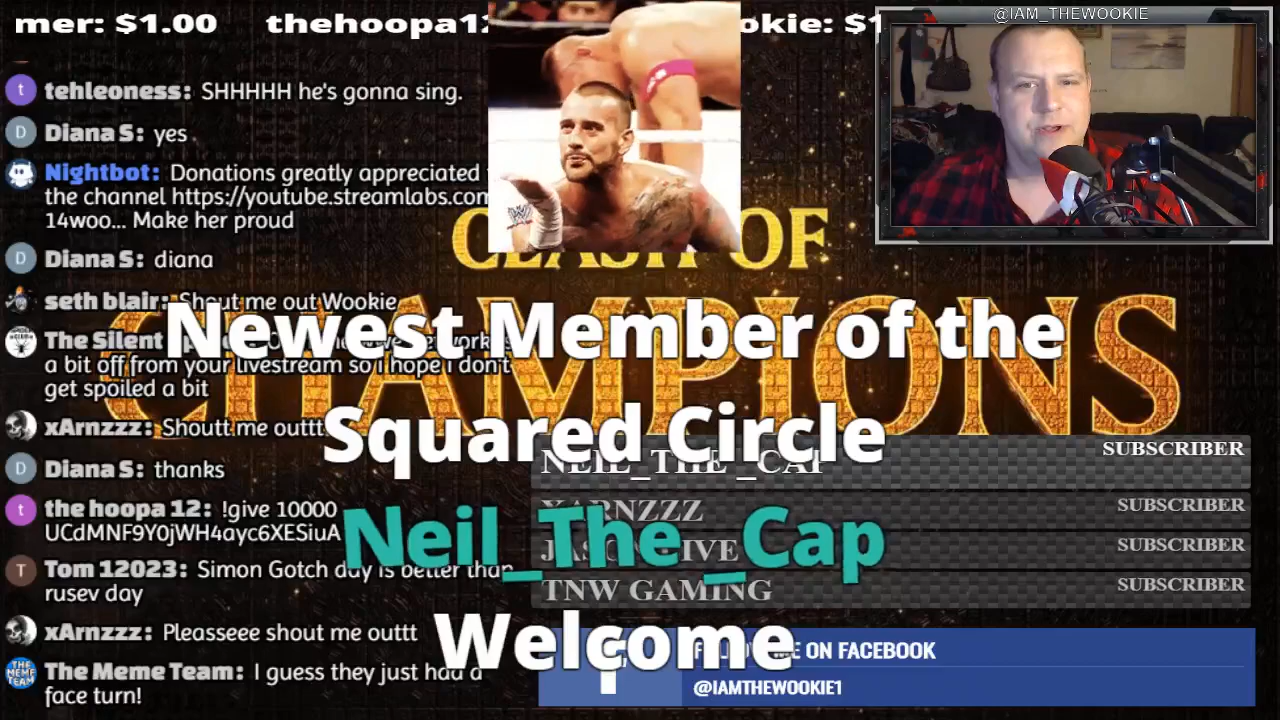 mer: $1.00 thehoopa12 okie: $1
@IAM_THEWOOKIE
tehleoness: SHHHHH he's gonna sing.
Diana S: yes
Nightbot: Donations greatly appreciated
the channel https://youtube.streamlabs.com
14woo... Make her proud
Diana S: diana
seth blair: Shout me out Wookie
The Silent
a bit off from your livestream so I hope I don't
get spoiled a bit
xArnzzz: Shoutt me outtt
Diana S: thanks
the hoopa 12: !give 10000
UCdMNF9Y0jWH4ayc6XESiuA
Tom 12023: Simon Gotch day is better than
rusev day
xArnzzz: Pleasseee shout me outtt
The Meme Team: I guess they just had a
face turn!
CLASH OF
CHAMPIONS
Newest Member of the
Squared Circle
Neil_The_Cap
Welcome
NEIL_THE_CAP SUBSCRIBER
XARNZZZ SUBSCRIBER
SUBSCRIBER
TNW GAMING SUBSCRIBER
FOLLOW ME ON FACEBOOK
@IAMTHEWOOKIE1